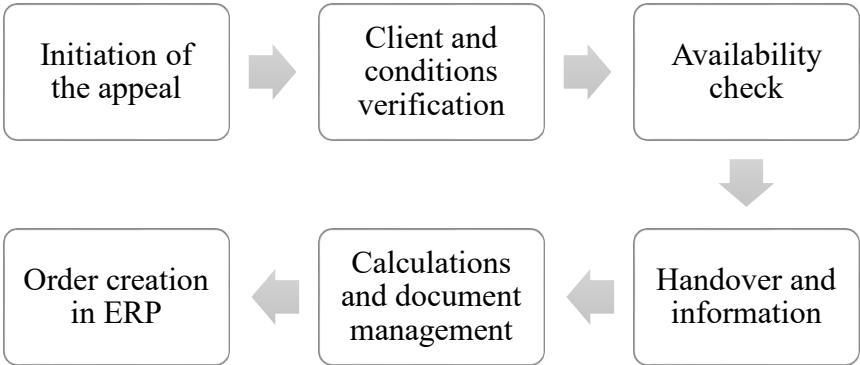 Initiation of
the appeal
Client and
conditions
verification
Availability
check
Handover and
information
Calculations
and document
management
Order creation
in ERP